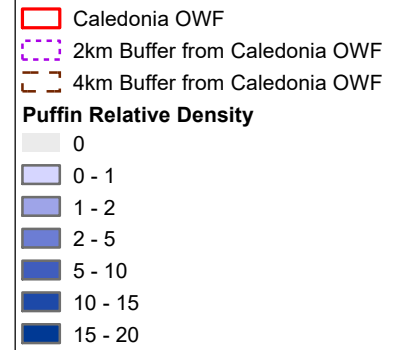 Caledonia OWF
2km Buffer from Caledonia OWF
4km Buffer from Caledonia OWF
Puffin Relative Density
0
0 - 1
1 - 2
2 - 5
5 - 10
10 - 15
15 - 20